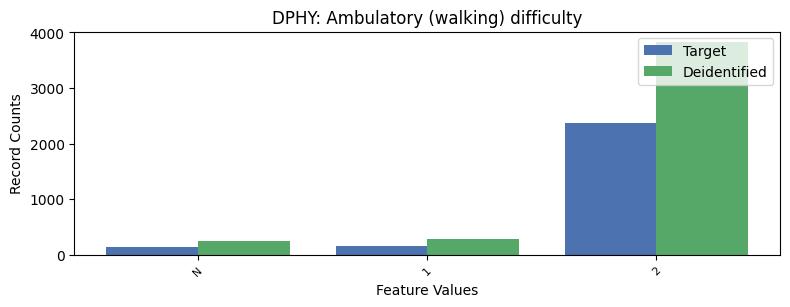 DPHY: Ambulatory (walking) difficulty
Target
Deidentified
4000
3000
2000
1000
0
Record Counts
N
1
2
Feature Values